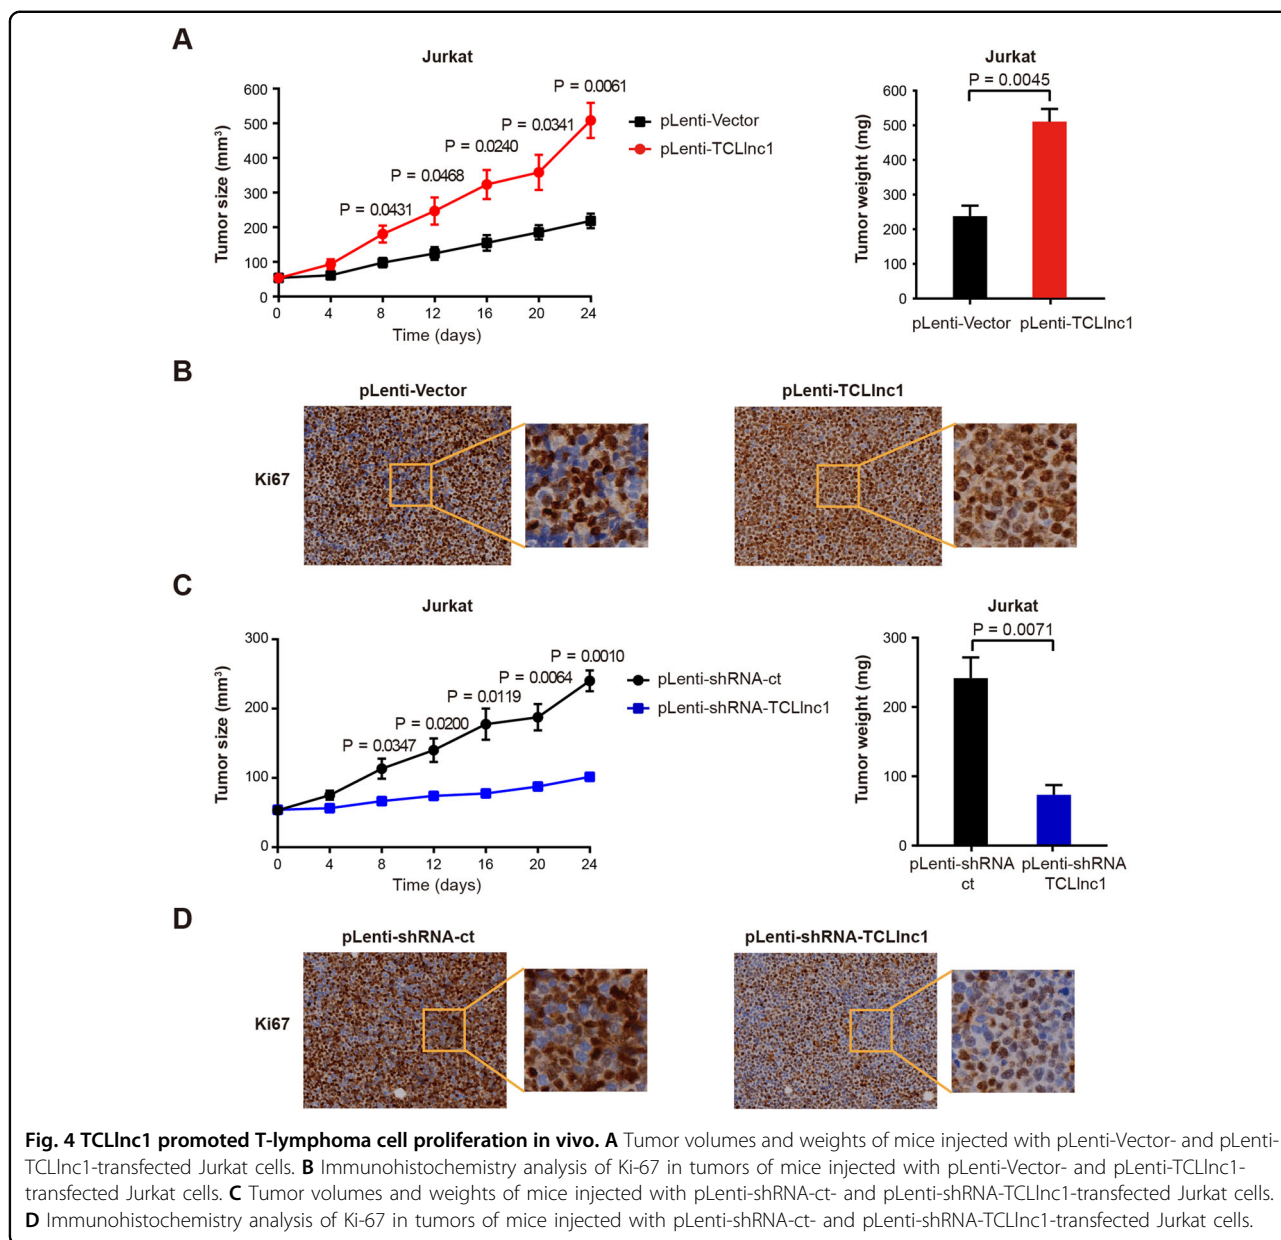 A
Jurkat
Tumor size (mm³)
600
500
400
300
200
100
0
0 4 8 12 16 20 24
Time (days)
P = 0.0431
P = 0.0468
P = 0.0240
P = 0.0341
P = 0.0061
pLenti-Vector
pLenti-TCLlnc1
Jurkat
P = 0.0045
Tumor weight (mg)
600
500
400
300
200
100
0
pLenti-Vector pLenti-TCLlnc1
B
pLenti-Vector pLenti-TCLlnc1
Ki67
C
Jurkat
Tumor size (mm³)
300
200
100
0
0 4 8 12 16 20 24
Time (days)
P = 0.0347
P = 0.0200
P = 0.0119
P = 0.0064
P = 0.0010
pLenti-shRNA-ct
pLenti-shRNA-TCLlnc1
Jurkat
P = 0.0071
Tumor weight (mg)
300
200
100
0
pLenti-shRNA pLenti-shRNA
ct TCLlnc1
D
pLenti-shRNA-ct pLenti-shRNA-TCLlnc1
Ki67
Fig. 4 TCLlnc1 promoted T-lymphoma cell proliferation in vivo. A Tumor volumes and weights of mice injected with pLenti-Vector- and pLenti-
TCLlnc1-transfected Jurkat cells. B Immunohistochemistry analysis of Ki-67 in tumors of mice injected with pLenti-Vector- and pLenti-TCLlnc1-
transfected Jurkat cells. C Tumor volumes and weights of mice injected with pLenti-shRNA-ct- and pLenti-shRNA-TCLlnc1-transfected Jurkat cells.
D Immunohistochemistry analysis of Ki-67 in tumors of mice injected with pLenti-shRNA-ct- and pLenti-shRNA-TCLlnc1-transfected Jurkat cells.